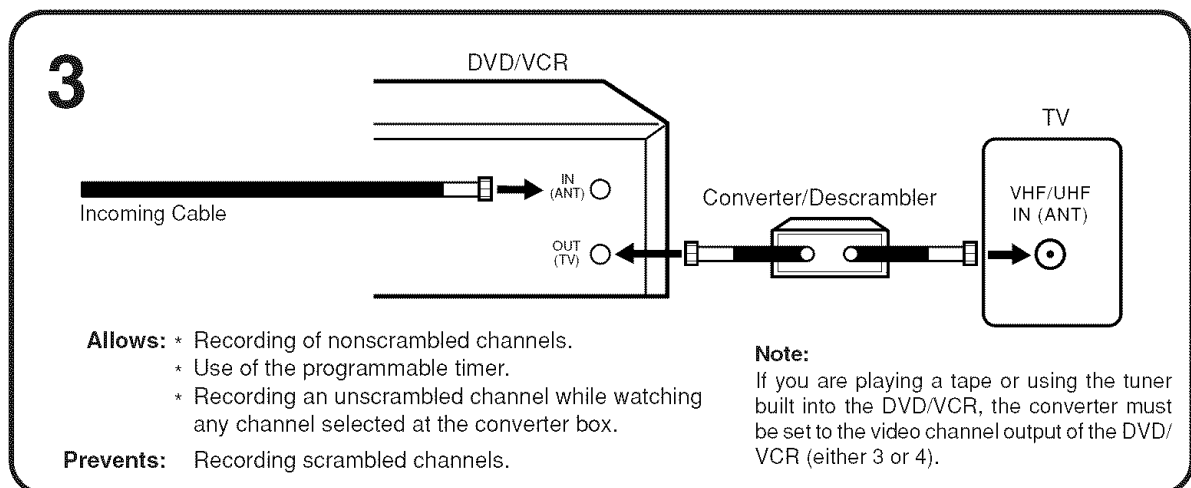 3
DVD/VCR
TV
IN
(ANT)
Incoming Cable
Converter/Descrambler
VHF/UHF
IN (ANT)
OUT
(TV)
Allows: * Recording of nonscrambled channels.
* Use of the programmable timer.
* Recording an unscrambled channel while watching
any channel selected at the converter box.
Prevents: Recording scrambled channels.
Note:
If you are playing a tape or using the tuner
built into the DVD/VCR, the converter must
be set to the video channel output of the DVD/
VCR (either 3 or 4).